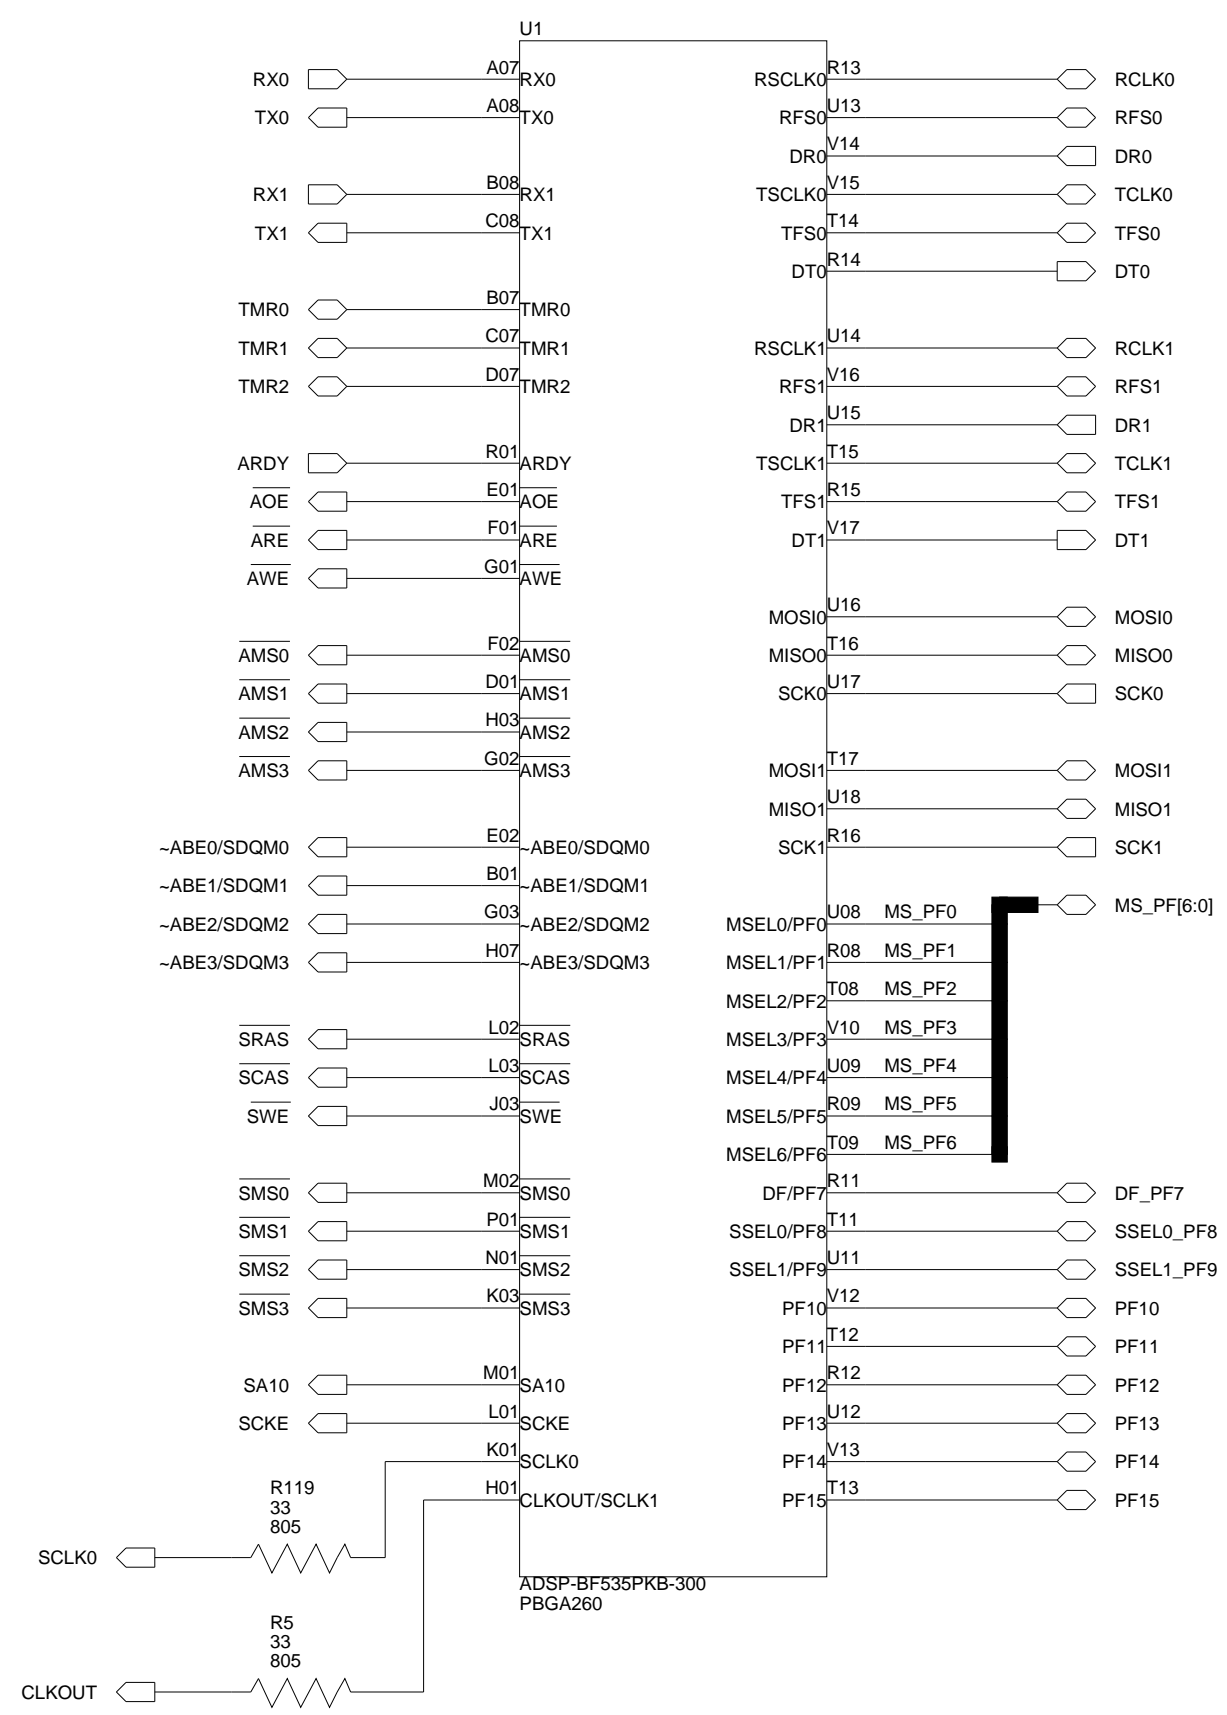 U1
RX0 A07 RX0
TX0 A08 TX0
RX1 B08 RX1
TX1 C08 TX1
TMR0 B07 TMR0
TMR1 C07 TMR1
TMR2 D07 TMR2
ARDY R01 ARDY
AOE E01 AOE
ARE F01 ARE
AWE G01 AWE
AMS0 F02 AMS0
AMS1 D01 AMS1
AMS2 H03 AMS2
AMS3 G02 AMS3
~ABE0/SDQM0 E02 ~ABE0/SDQM0
~ABE1/SDQM1 B01 ~ABE1/SDQM1
~ABE2/SDQM2 G03 ~ABE2/SDQM2
~ABE3/SDQM3 H07 ~ABE3/SDQM3
SRAS L02 SRAS
SCAS L03 SCAS
SWE J03 SWE
SMS0 M02 SMS0
SMS1 P01 SMS1
SMS2 N01 SMS2
SMS3 K03 SMS3
SA10 M01 SA10
SCKE L01 SCKE
K01 SCLK0
H01 CLKOUT/SCLK1
R119
33
805
SCLK0
R5
33
805
CLKOUT
RSCLK0 R13 RCLK0
RFS0 U13 RFS0
DR0 V14 DR0
TSCLK0 V15 TCLK0
TFS0 T14 TFS0
DT0 R14 DT0
RSCLK1 U14 RCLK1
RFS1 V16 RFS1
DR1 U15 DR1
TSCLK1 T15 TCLK1
TFS1 R15 TFS1
DT1 V17 DT1
MOSI0 U16 MOSI0
MISO0 T16 MISO0
SCK0 U17 SCK0
MOSI1 T17 MOSI1
MISO1 U18 MISO1
SCK1 R16 SCK1
MS_PF[6:0]
MSEL0/PF0 U08 MS_PF0
MSEL1/PF1 R08 MS_PF1
MSEL2/PF2 T08 MS_PF2
MSEL3/PF3 V10 MS_PF3
MSEL4/PF4 U09 MS_PF4
MSEL5/PF5 R09 MS_PF5
MSEL6/PF6 T09 MS_PF6
DF/PF7 R11 DF_PF7
SSEL0/PF8 T11 SSEL0_PF8
SSEL1/PF9 U11 SSEL1_PF9
PF10 V12 PF10
PF11 T12 PF11
PF12 R12 PF12
PF13 U12 PF13
PF14 V13 PF14
PF15 T13 PF15
ADSP-BF535PKB-300
PBGA260